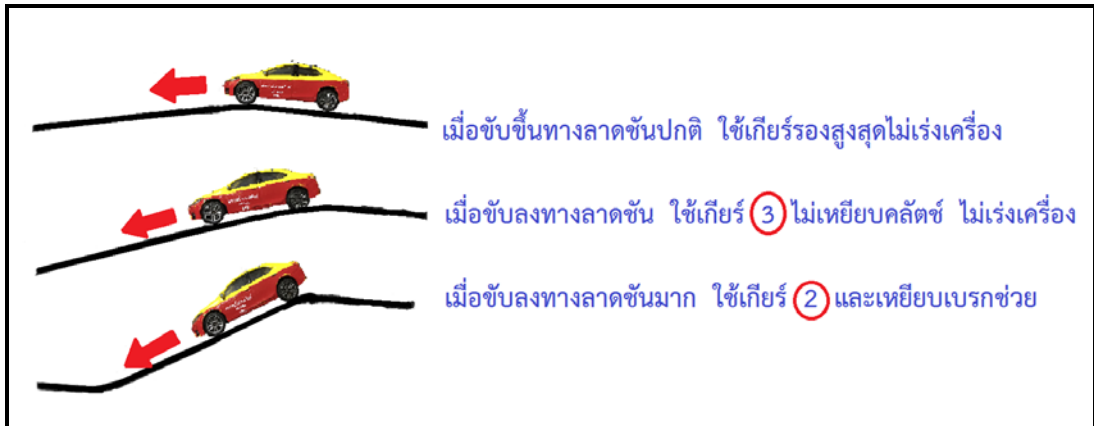 เมื่อขับขึ้นทางลาดชันปกติ ใช้เกียร์รองสูงสุดไม่เร่งเครื่อง
เมื่อขับลงทางลาดชัน ใช้เกียร์ 3 ไม่เหยียบคลัตช์ ไม่เร่งเครื่อง
เมื่อขับลงทางลาดชันมาก ใช้เกียร์ 2 และเหยียบเบรกช่วย